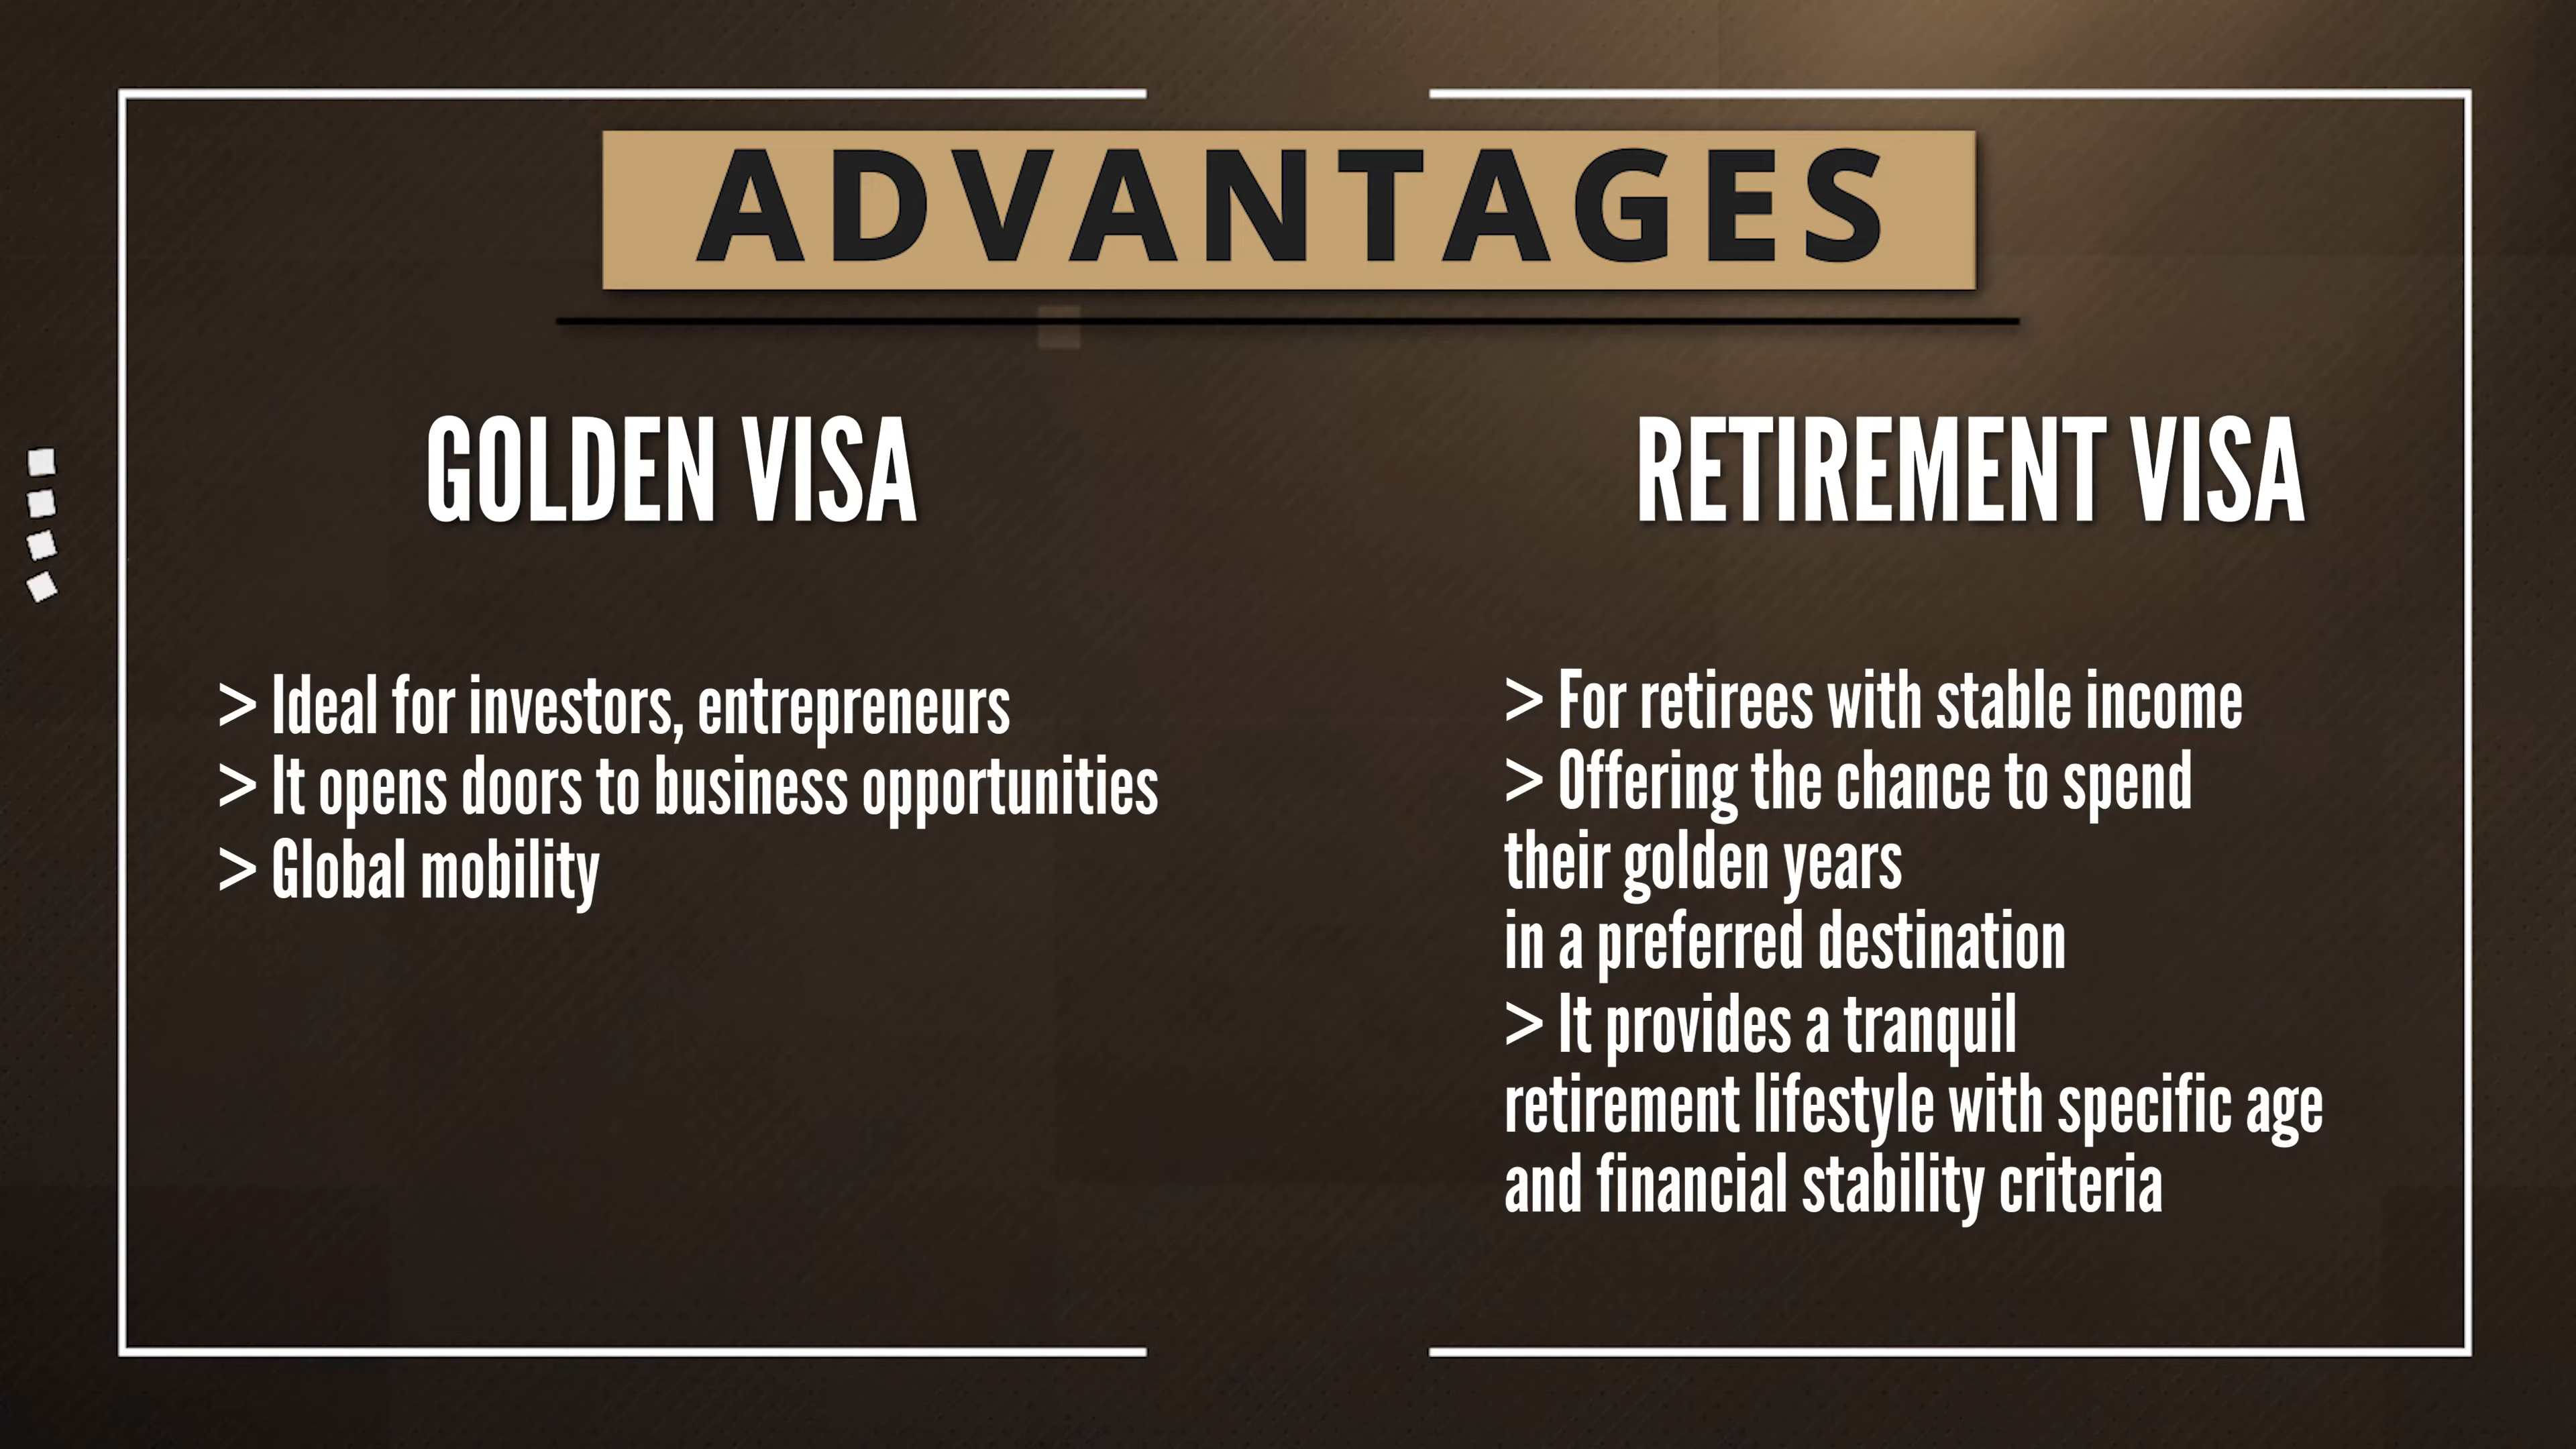 ADVANTAGES
GOLDEN VISA
> Ideal for investors, entrepreneurs
> It opens doors to business opportunities
> Global mobility
RETIREMENT VISA
> For retirees with stable income
> Offering the chance to spend
their golden years
in a preferred destination
> It provides a tranquil
retirement lifestyle with specific age
and financial stability criteria